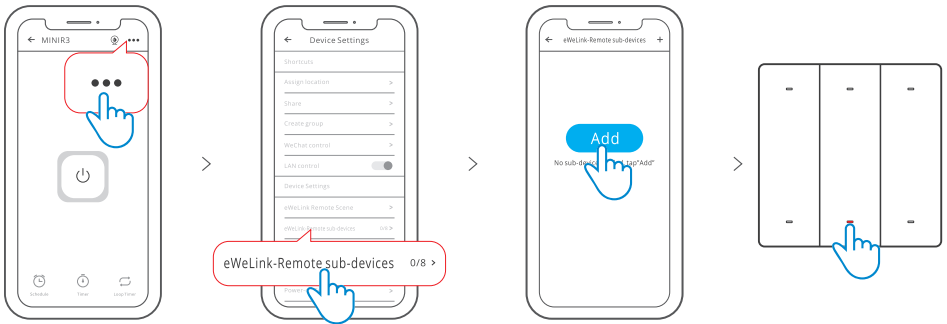 MINIR3
Schedule
Timer
Loop Timer
Device Settings
Shortcuts
Assign location
Share
Create group
WeChat control
LAN control
Device Settings
eWeLink Remote Scene
eWeLink-Remote sub-devices 0/8
eWeLink-Remote sub-devices 0/8
Power-
eWeLink-Remote sub-devices
Add
No sub-device tap"Add"